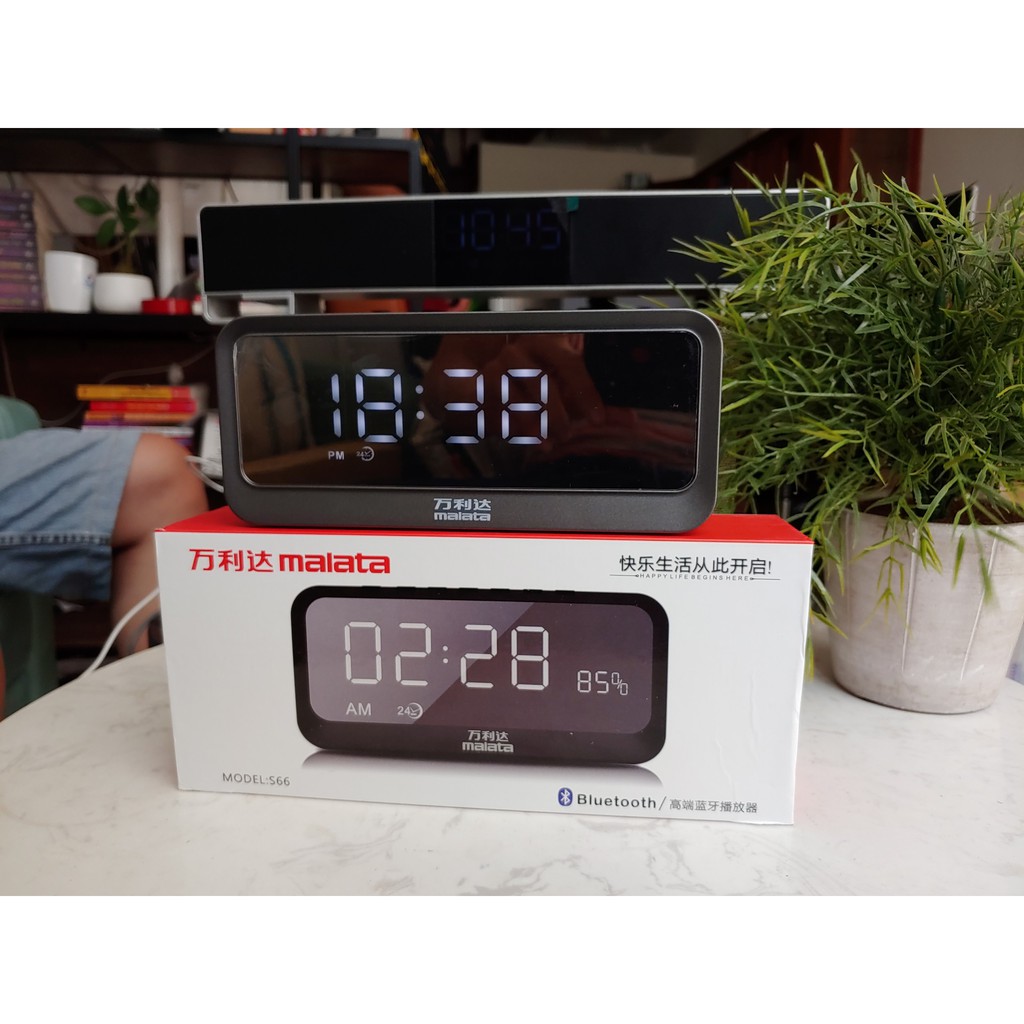 18:45
18:38
PM 24
万利达
malata
万利达 malata
快乐生活从此开启!
HAPPY LIFE BEGINS HERE
02:28
85%
AM 24
万利达
malata
MODEL:S66
Bluetooth/高端蓝牙播放器